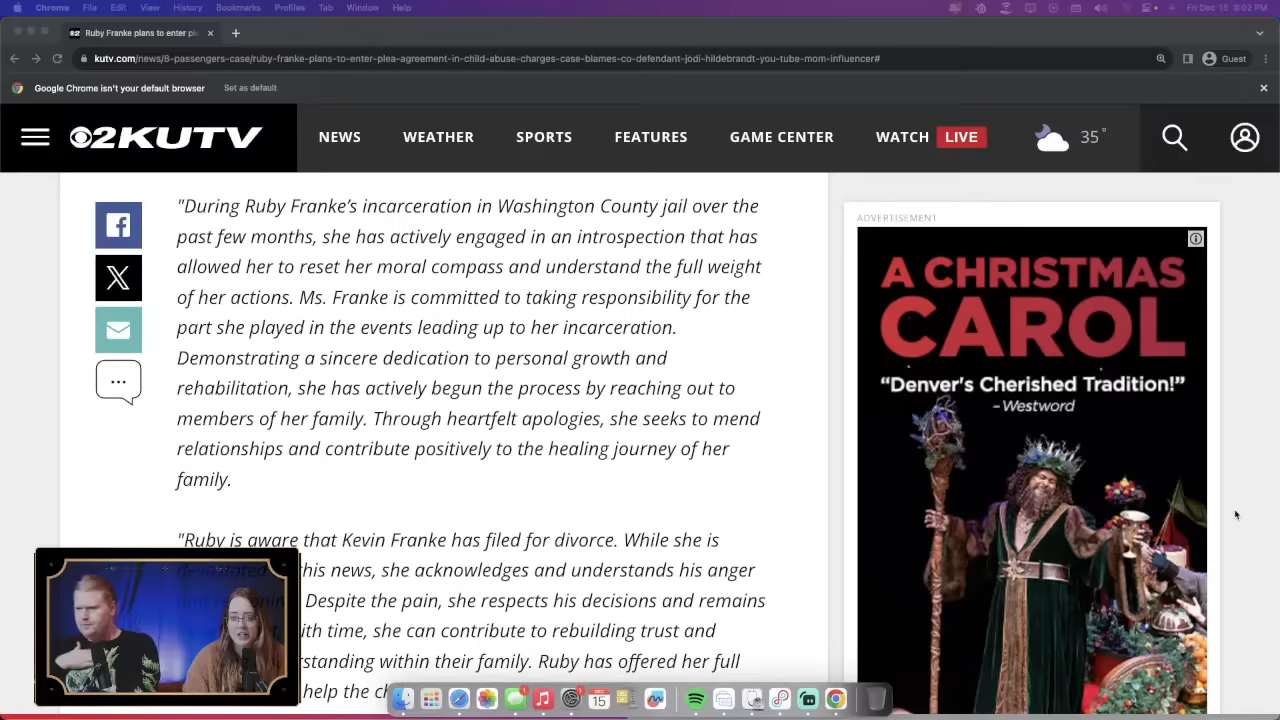 Chrome File Edit View History Bookmarks Profiles Tab Window Help Fri Dec 15 9:02 PM
Ruby Franke plans to enter ple
kutv.com/news/8-passengers-case/ruby-franke-plans-to-enter-plea-agreement-in-child-abuse-charges-case-blames-co-defendant-jodi-hildebrandt-you-tube-mom-influencer#
Guest
Google Chrome isn't your default browser Set as default
2KUTV NEWS WEATHER SPORTS FEATURES GAME CENTER WATCH LIVE 35°
"During Ruby Franke's incarceration in Washington County jail over the
past few months, she has actively engaged in an introspection that has
allowed her to reset her moral compass and understand the full weight
of her actions. Ms. Franke is committed to taking responsibility for the
part she played in the events leading up to her incarceration.
Demonstrating a sincere dedication to personal growth and
rehabilitation, she has actively begun the process by reaching out to
members of her family. Through heartfelt apologies, she seeks to mend
relationships and contribute positively to the healing journey of her
family.
"Ruby is aware that Kevin Franke has filed for divorce. While she is
this news, she acknowledges and understands his anger
Despite the pain, she respects his decisions and remains
with time, she can contribute to rebuilding trust and
within their family. Ruby has offered her full
help the
ADVERTISEMENT
A CHRISTMAS
CAROL
"Denver's Cherished Tradition!"
-Westword
DEC
15